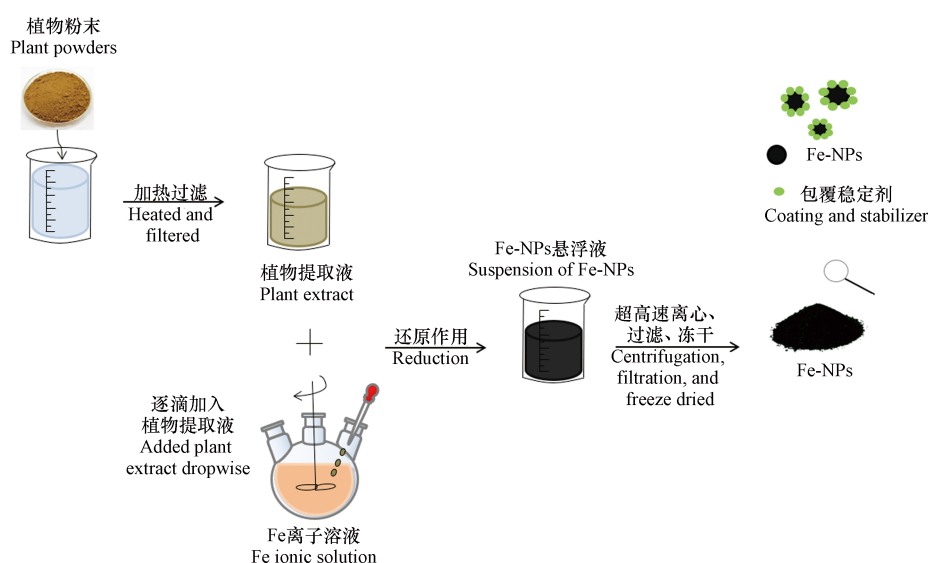 植物粉末
Plant powders
加热过滤
Heated and
filtered
植物提取液
Plant extract
逐滴加入
植物提取液
Added plant
extract dropwise
Fe离子溶液
Fe ionic solution
还原作用
Reduction
Fe-NPs悬浮液
Suspension of Fe-NPs
超高速离心、
过滤、冻干
Centrifugation,
filtration, and
freeze dried
Fe-NPs
包覆稳定剂
Coating and stabilizer
Fe-NPs